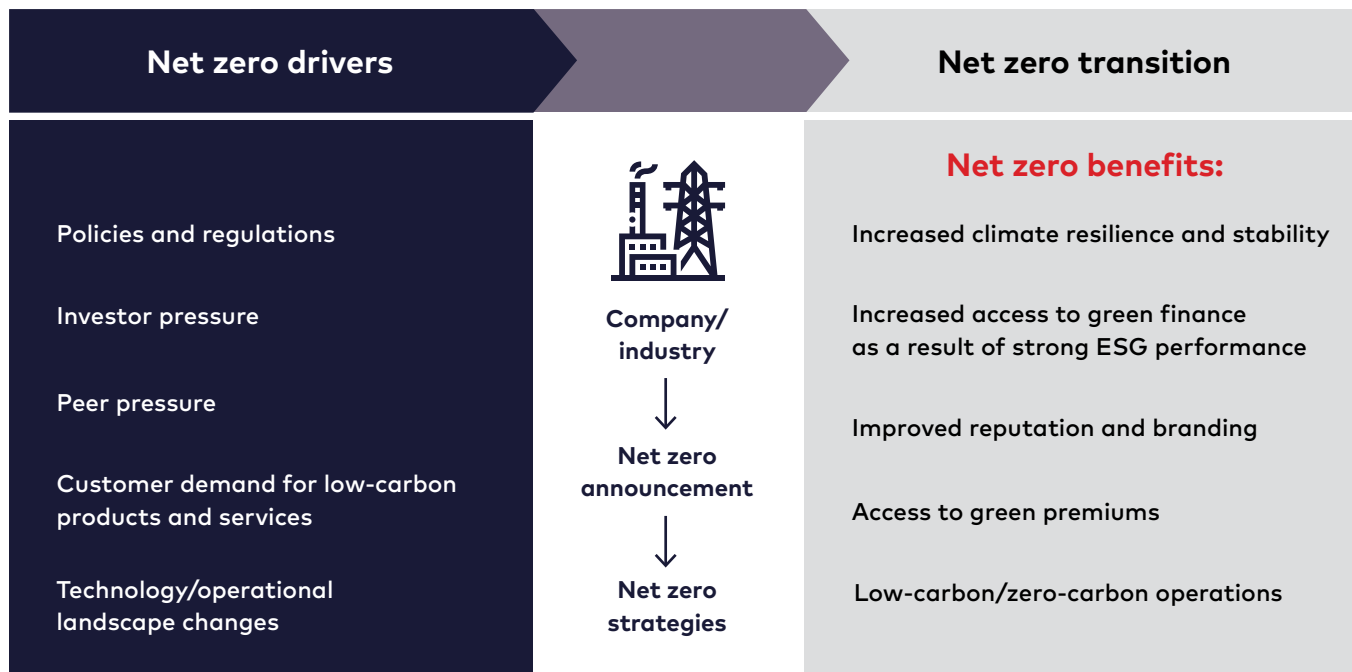 Net zero drivers
Net zero transition
Policies and regulations
Investor pressure
Peer pressure
Customer demand for low-carbon
products and services
Technology/operational
landscape changes
Company/
industry
Net zero
announcement
Net zero
strategies
Net zero benefits:
Increased climate resilience and stability
Increased access to green finance
as a result of strong ESG performance
Improved reputation and branding
Access to green premiums
Low-carbon/zero-carbon operations